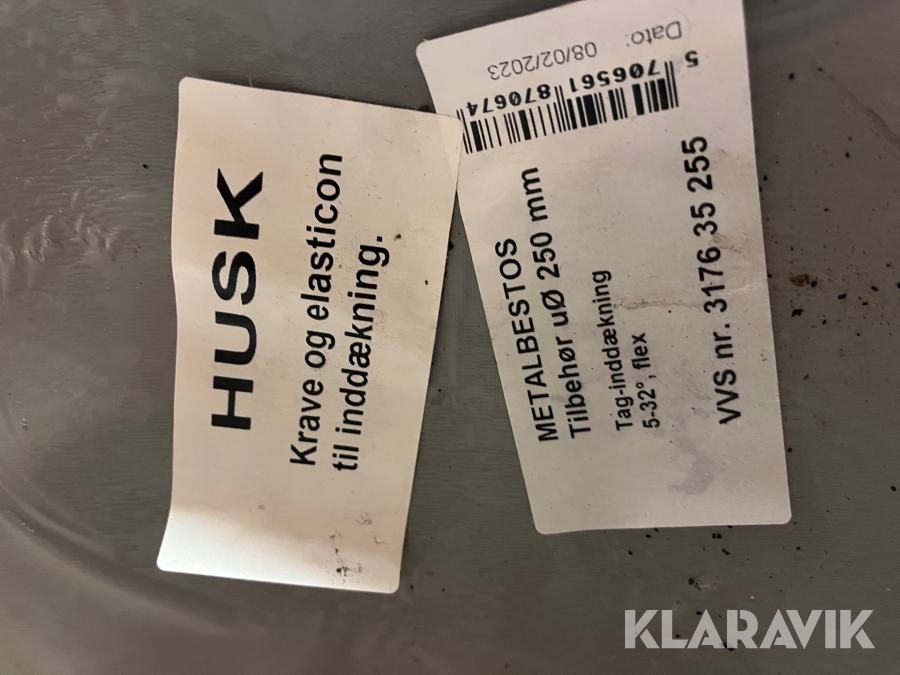 HUSK
Krave og elasticon
til inddækning.
Dato: 08/02/2023
5 706561 870674
METALBESTOS
Tilbehør uØ 250 mm
Tag-inddækning
5-32°, flex
VVS nr. 3176 35 255
KLARAVIK